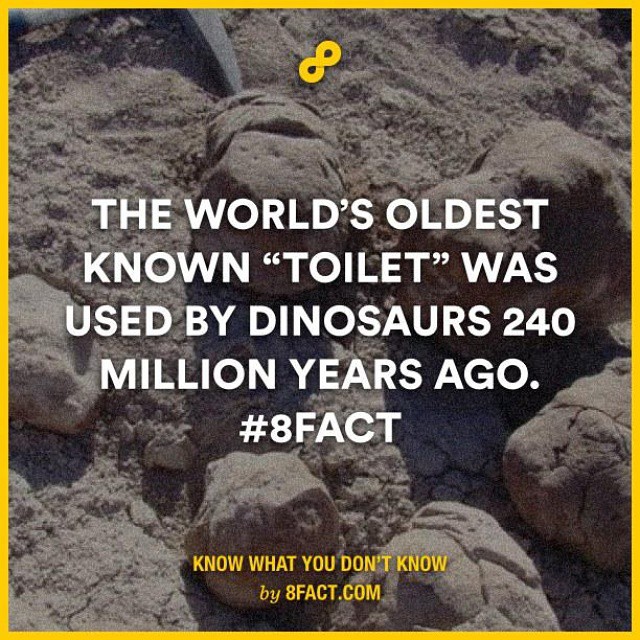 THE WORLD’S OLDEST
KNOWN “TOILET” WAS
USED BY DINOSAURS 240
MILLION YEARS AGO.
#8FACT
KNOW WHAT YOU DON’T KNOW
by 8FACT.COM